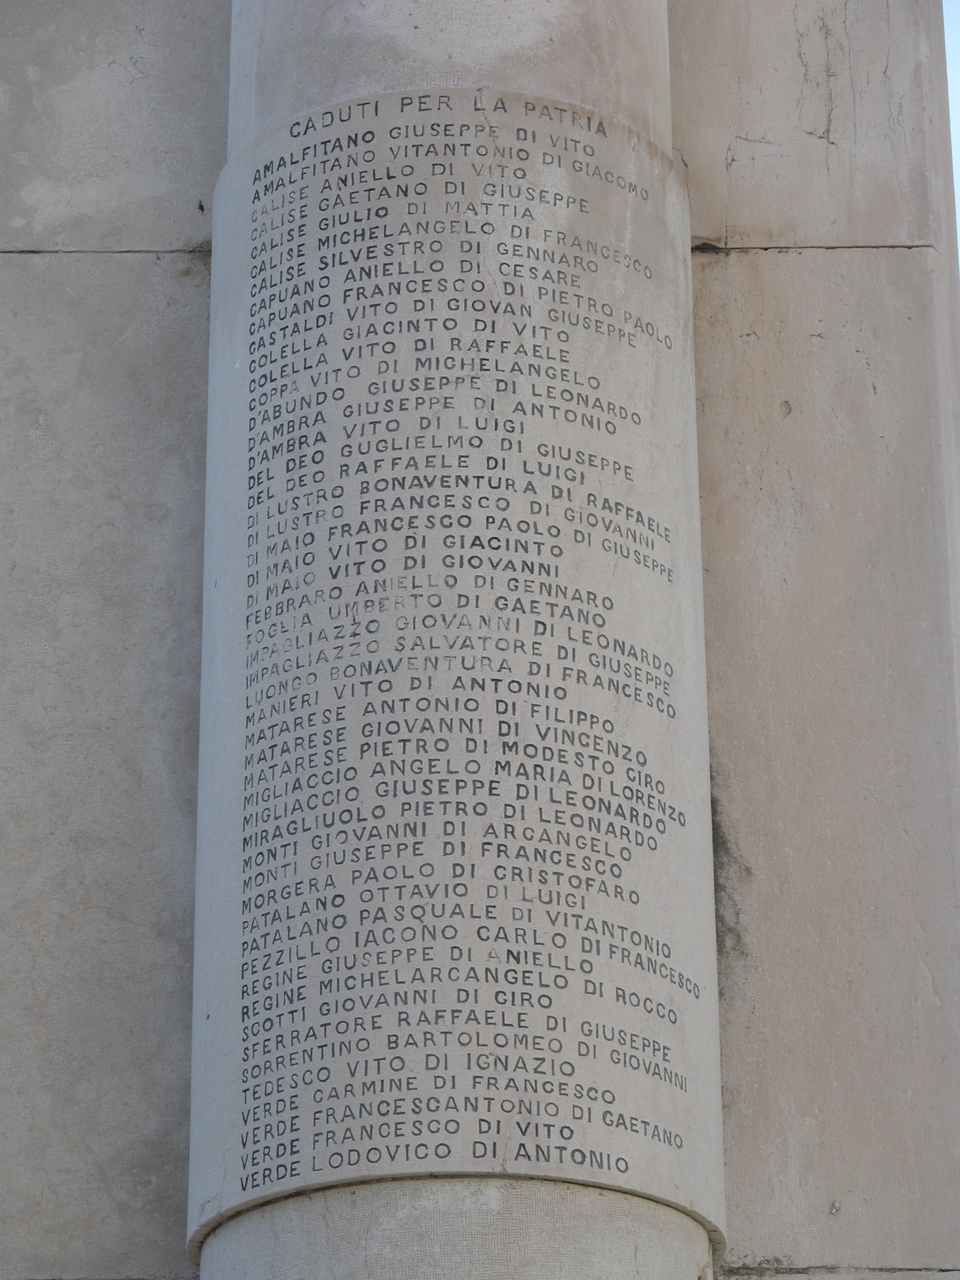 CADUTI PER LA PATRIA
AMALFITANO GIUSEPPE DI VITO
AMALFITANO VITANTONIO DI GIACOMO
CALISE ANIELLO DI VITO
CALISE GAETANO DI GIUSEPPE
CALISE GIULIO DI MATTIA
CALISE MICHELANGELO DI FRANCESCO
CALISE SILVESTRO DI GENNARO
CAPUANO ANIELLO DI CESARE
CAPUANO FRANCESCO DI PIETRO PAOLO
CASTALDI VITO DI GIOVAN GIUSEPPE
COLELLA GIACINTO DI VITO
COLELLA VITO DI RAFFAELE
COPPA VITO DI MICHELANGELO
D'ABUNDO GIUSEPPE DI LEONARDO
D'AMBRA GIUSEPPE DI ANTONIO
D'AMBRA VITO DI LUIGI
DEL DEO GUGLIELMO DI GIUSEPPE
DEL DEO RAFFAELE DI LUIGI
DI LUSTRO BONAVENTURA DI RAFFAELE
DI LUSTRO FRANCESCO DI GIOVANNI
DI MAIO FRANCESCO PAOLO DI GIUSEPPE
DI MAIO VITO DI GIACINTO
DI MAIO VITO DI GIOVANNI
FEBBRARO ANIELLO DI GENNARO
FOGLIA UMBERTO DI GAETANO
IMPAGLIAZZO GIOVANNI DI LEONARDO
IMPAGLIAZZO SALVATORE DI GIUSEPPE
LUONGO BONAVENTURA DI FRANCESCO
MANIERI VITO DI ANTONIO
MATARESE ANTONIO DI FILIPPO
MATARESE GIOVANNI DI VINCENZO
MATARESE PIETRO DI MODESTO CIRO
MIGLIACCIO ANGELO MARIA DI LORENZO
MIGLIACCIO GIUSEPPE DI LEONARDO
MIRAGLIUOLO PIETRO DI LEONARDO
MONTI GIOVANNI DI ARCANGELO
MONTI GIUSEPPE DI FRANCESCO
MORGERA PAOLO DI CRISTOFARO
PATALANO OTTAVIO DI LUIGI
PATALANO PASQUALE DI VITANTONIO
PEZZILLO IACONO CARLO DI FRANCESCO
REGINE GIUSEPPE DI ANIELLO
REGINE MICHELARCANGELO DI ROCCO
SCOTTI GIOVANNI DI CIRO
SFERRATORE RAFFAELE DI GIUSEPPE
SORRENTINO BARTOLOMEO DI GIOVANNI
TEDESCO VITO DI IGNAZIO
VERDE CARMINE DI FRANCESCO
VERDE FRANCESCANTONIO DI GAETANO
VERDE FRANCESCO DI VITO
VERDE LODOVICO DI ANTONIO